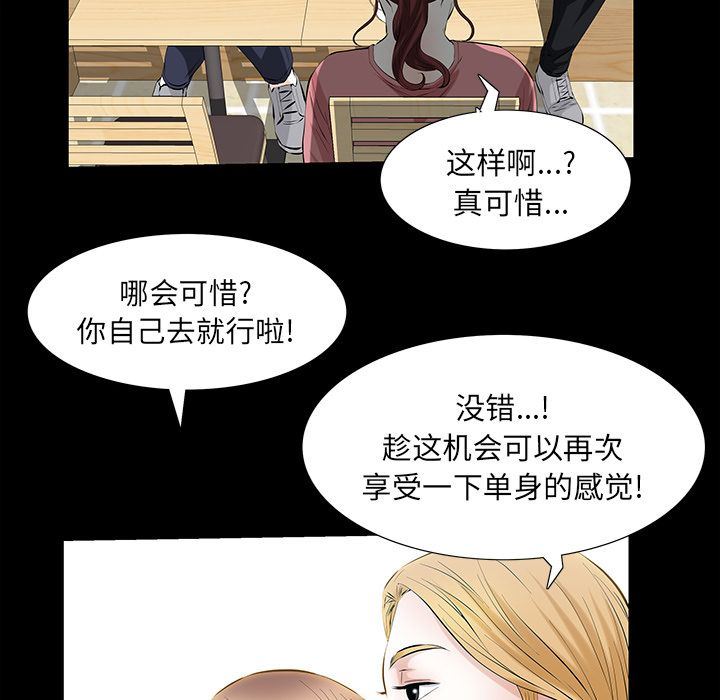 这样啊...?
真可惜...
哪会可惜?
你自己去就行啦!
没错...!
趁这机会可以再次
享受一下单身的感觉!